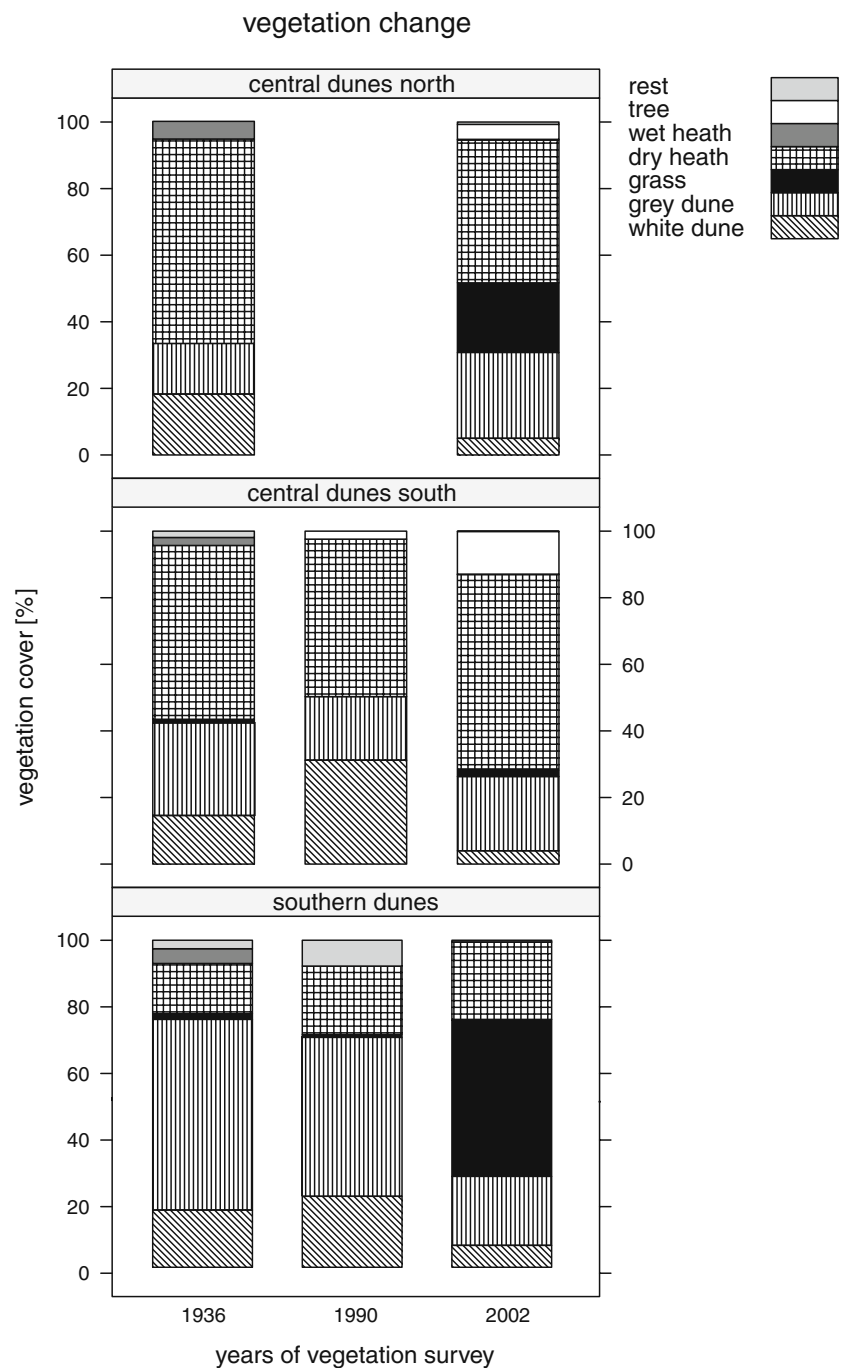 vegetation change
central dunes north
rest
tree
wet heath
dry heath
grass
grey dune
white dune
100
80
60
40
20
0
central dunes south
100
80
60
40
20
0
vegetation cover [%]
southern dunes
100
80
60
40
20
0
1936 1990 2002
years of vegetation survey